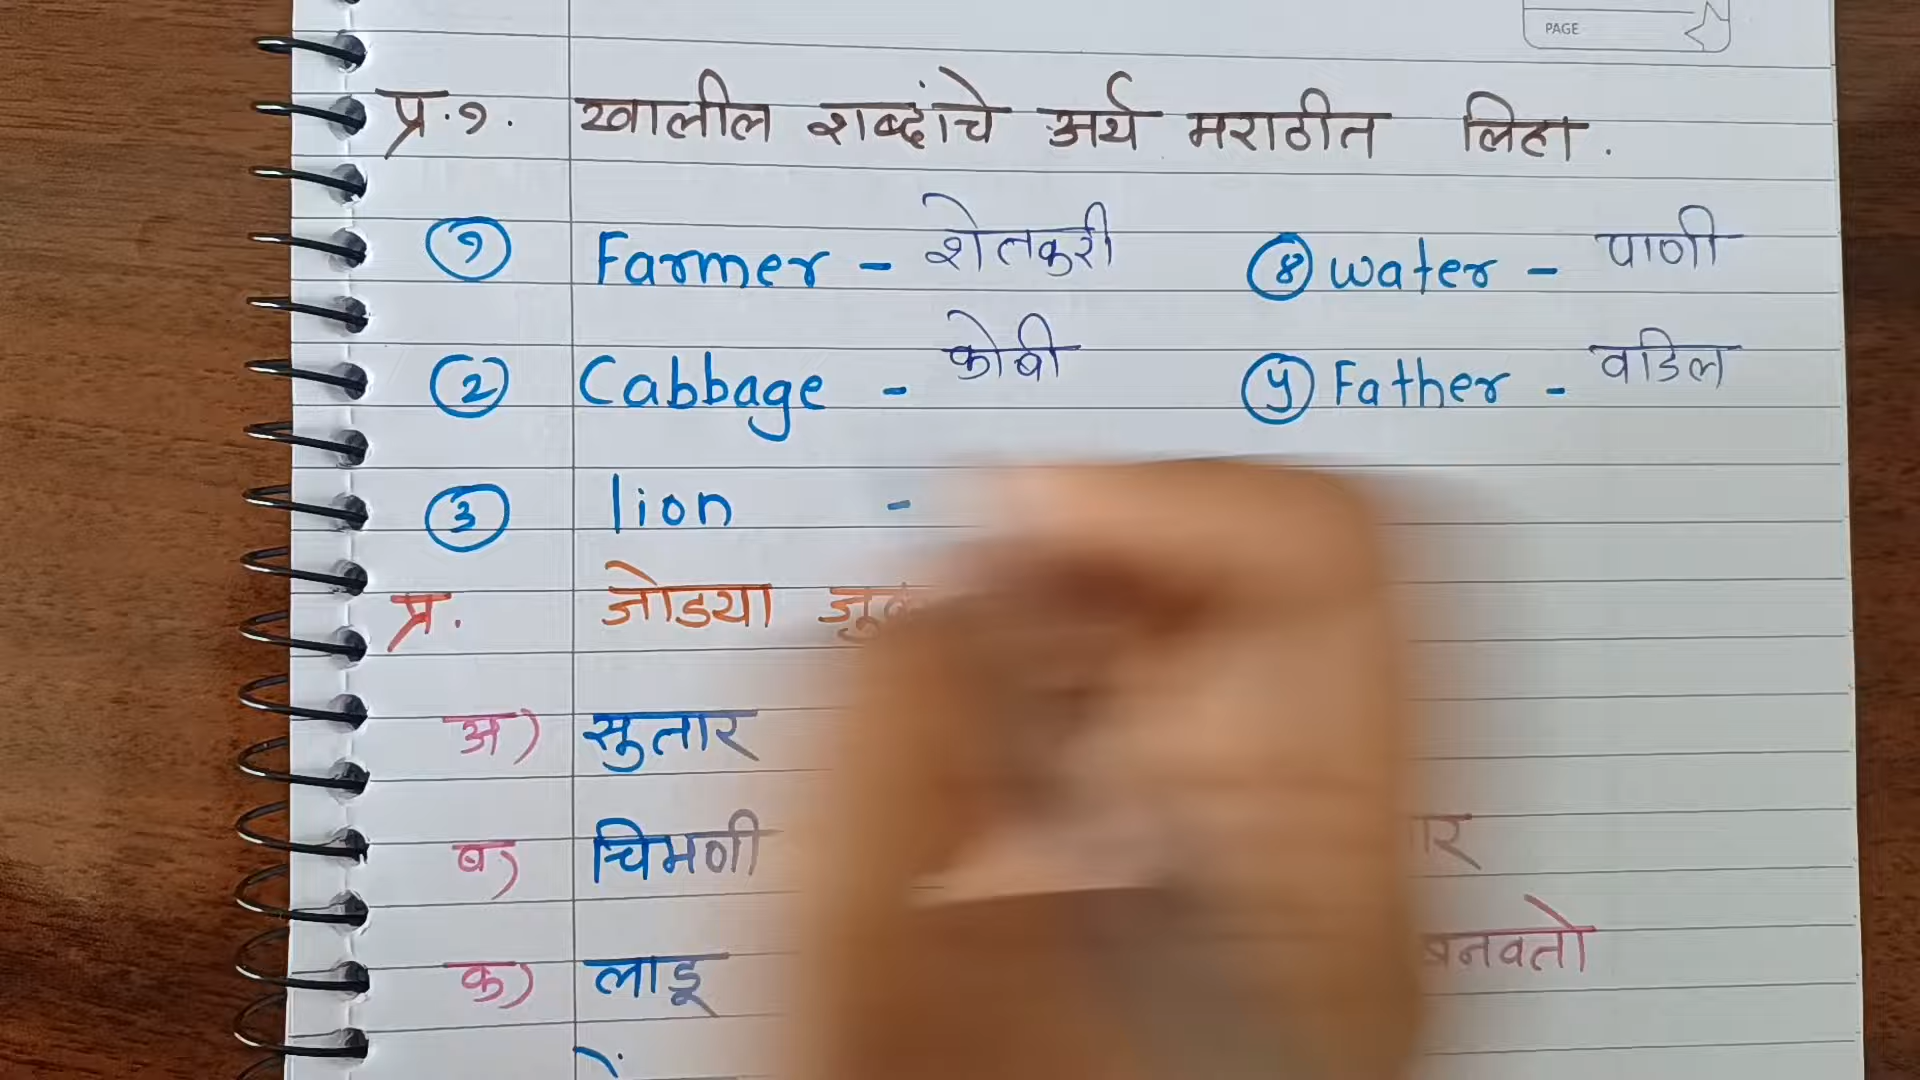 PAGE
प्र.१. खालील शब्दांचे अर्थ मराठीत लिहा.
१ Farmer - शेतकरी ४ water - पाणी
२ Cabbage - कोबी ५ Father - वडिल
३ lion -
प्र. जोडया
अ) सुतार
ब) चिमणी
क) लाडू बनवतो